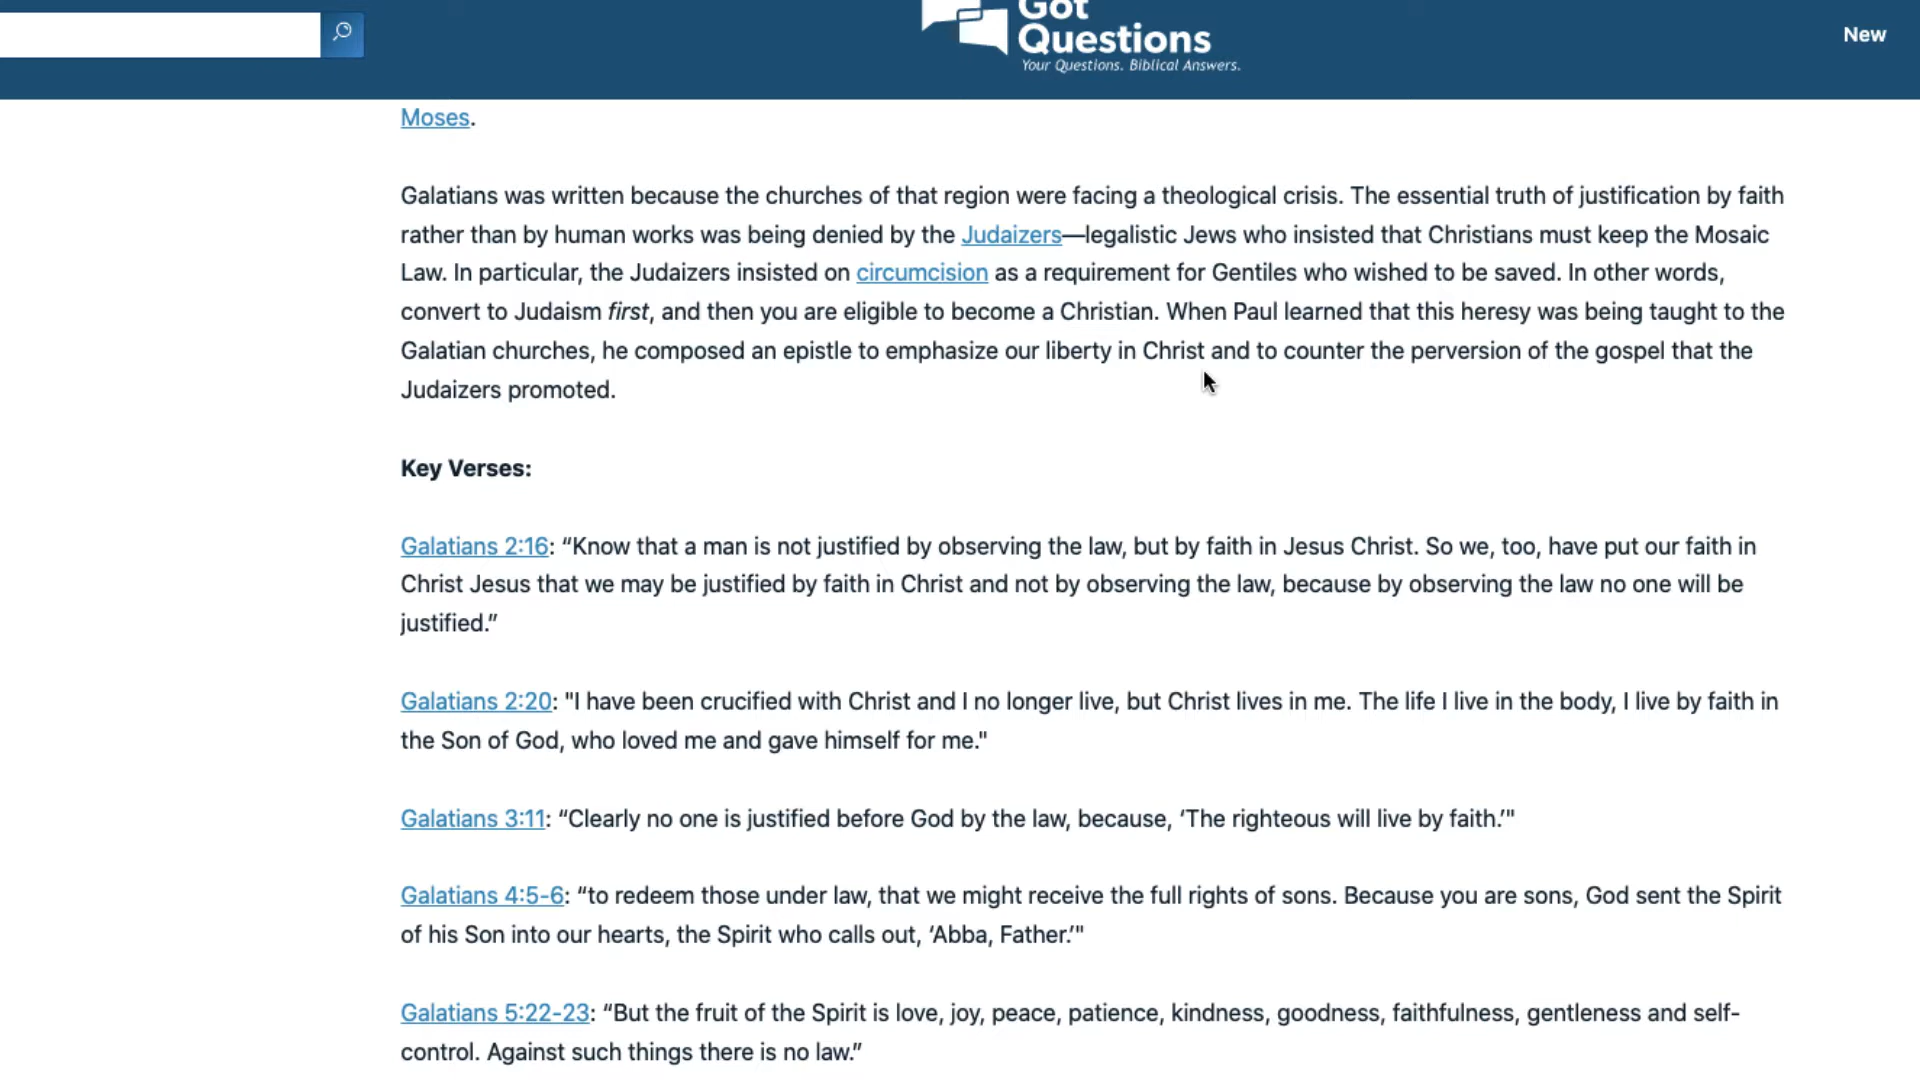 Got
Questions
Your Questions. Biblical Answers.
New
Moses.
Galatians was written because the churches of that region were facing a theological crisis. The essential truth of justification by faith
rather than by human works was being denied by the Judaizers—legalistic Jews who insisted that Christians must keep the Mosaic
Law. In particular, the Judaizers insisted on circumcision as a requirement for Gentiles who wished to be saved. In other words,
convert to Judaism first, and then you are eligible to become a Christian. When Paul learned that this heresy was being taught to the
Galatian churches, he composed an epistle to emphasize our liberty in Christ and to counter the perversion of the gospel that the
Judaizers promoted.
Key Verses:
Galatians 2:16: “Know that a man is not justified by observing the law, but by faith in Jesus Christ. So we, too, have put our faith in
Christ Jesus that we may be justified by faith in Christ and not by observing the law, because by observing the law no one will be
justified.”
Galatians 2:20: "I have been crucified with Christ and I no longer live, but Christ lives in me. The life I live in the body, I live by faith in
the Son of God, who loved me and gave himself for me."
Galatians 3:11: “Clearly no one is justified before God by the law, because, ‘The righteous will live by faith.’"
Galatians 4:5-6: “to redeem those under law, that we might receive the full rights of sons. Because you are sons, God sent the Spirit
of his Son into our hearts, the Spirit who calls out, ‘Abba, Father.’"
Galatians 5:22-23: “But the fruit of the Spirit is love, joy, peace, patience, kindness, goodness, faithfulness, gentleness and self-
control. Against such things there is no law.”